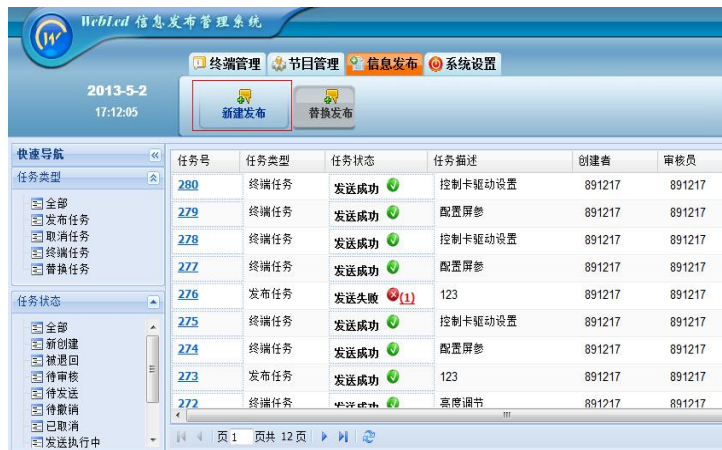 WebLed 信息发布管理系统
终端管理 节目管理 信息发布 系统设置
2013-5-2
17:12:05
新建发布 替换发布
快速导航
任务类型
全部
发布任务
取消任务
终端任务
替换任务
任务状态
全部
新创建
被退回
待审核
待发送
待撤消
已取消
发送执行中
任务号 任务类型 任务状态 任务描述 创建者 审核员
280 终端任务 发送成功 控制卡驱动设置 891217 891217
279 终端任务 发送成功 配置屏参 891217 891217
278 终端任务 发送成功 控制卡驱动设置 891217 891217
277 终端任务 发送成功 配置屏参 891217 891217
276 发布任务 发送失败 (1) 123 891217 891217
275 终端任务 发送成功 控制卡驱动设置 891217 891217
274 终端任务 发送成功 配置屏参 891217 891217
273 发布任务 发送成功 123 891217 891217
272 终端任务 发送成功 亮度调节 891217 891217
页 1 页共 12 页